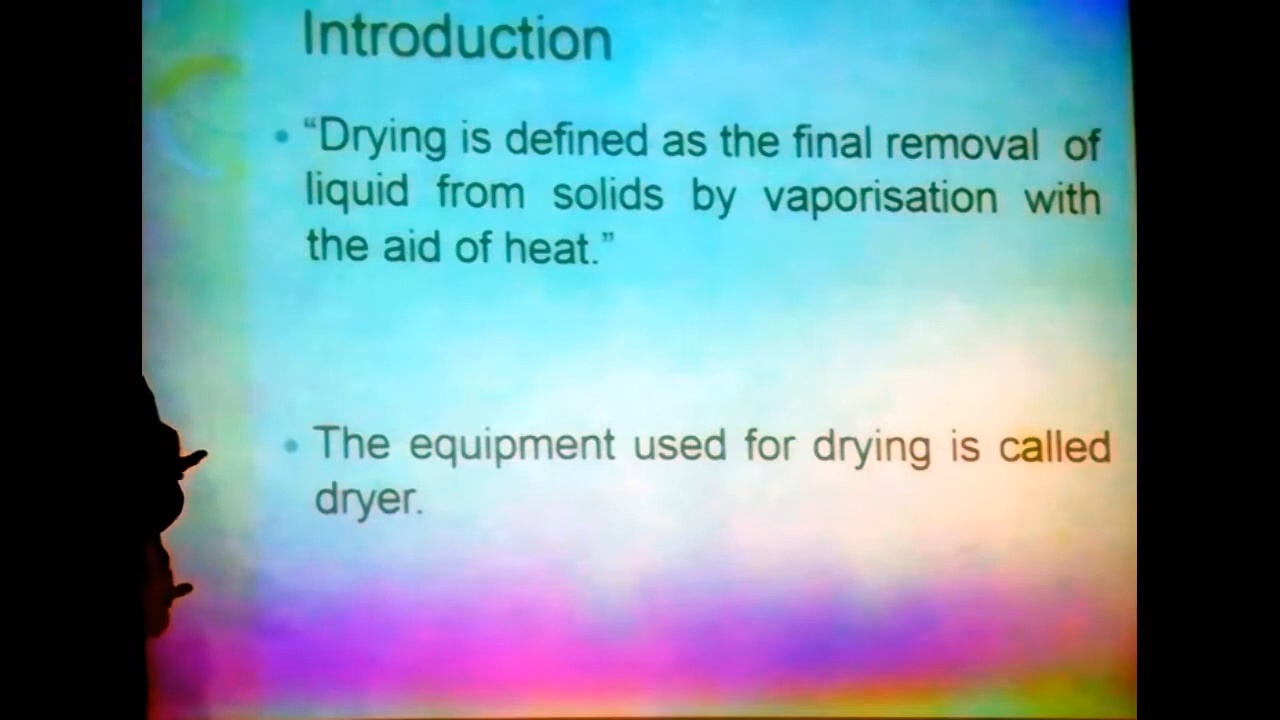 Introduction
• “Drying is defined as the final removal of
liquid from solids by vaporisation with
the aid of heat.”
• The equipment used for drying is called
dryer.